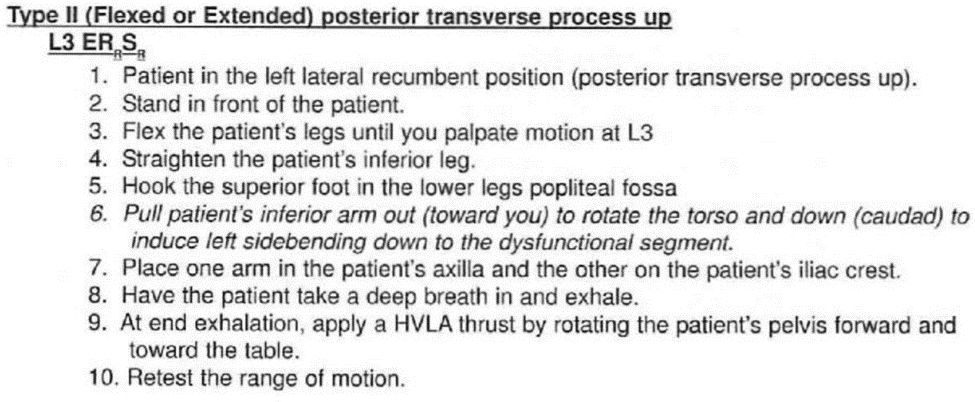 Type II (Flexed or Extended) posterior transverse process up
L3 ER R S R
1. Patient in the left lateral recumbent position (posterior transverse process up).
2. Stand in front of the patient.
3. Flex the patient's legs until you palpate motion at L3
4. Straighten the patient's inferior leg.
5. Hook the superior foot in the lower legs popliteal fossa
6. Pull patient's inferior arm out (toward you) to rotate the torso and down (caudad) to
induce left sidebending down to the dysfunctional segment.
7. Place one arm in the patient's axilla and the other on the patient's iliac crest.
8. Have the patient take a deep breath in and exhale.
9. At end exhalation, apply a HVLA thrust by rotating the patient's pelvis forward and
toward the table.
10. Retest the range of motion.